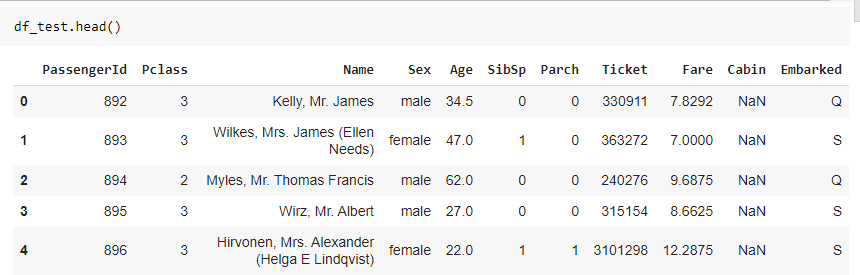 df_test.head()
PassengerId Pclass Name Sex Age SibSp Parch Ticket Fare Cabin Embarked
0 892 3 Kelly, Mr. James male 34.5 0 0 330911 7.8292 NaN Q
1 893 3 Wilkes, Mrs. James (Ellen Needs) female 47.0 1 0 363272 7.0000 NaN S
2 894 2 Myles, Mr. Thomas Francis male 62.0 0 0 240276 9.6875 NaN Q
3 895 3 Wirz, Mr. Albert male 27.0 0 0 315154 8.6625 NaN S
4 896 3 Hirvonen, Mrs. Alexander (Helga E Lindqvist) female 22.0 1 1 3101298 12.2875 NaN S